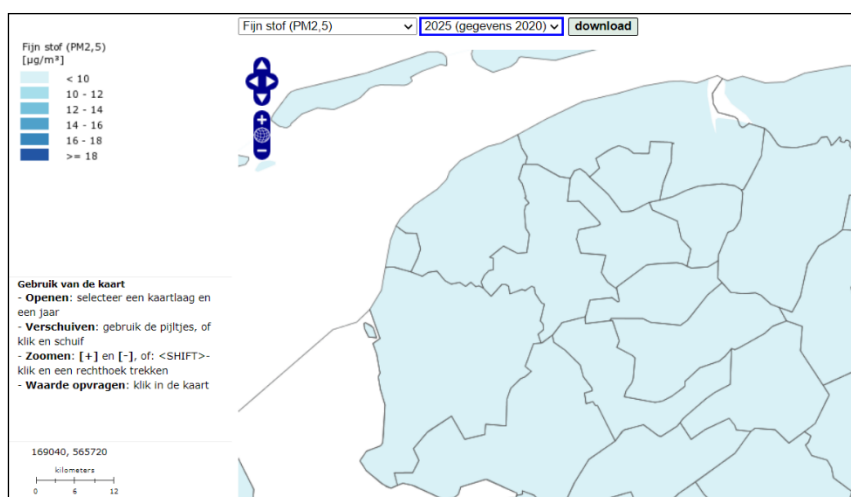 Fijn stof (PM2,5)
2025 (gegevens 2020)
download
Fijn stof (PM2,5)
[µg/m³]
< 10
10 - 12
12 - 14
14 - 16
16 - 18
>= 18
Gebruik van de kaart
- Openen: selecteer een kaartlaag en
een jaar
- Verschuiven: gebruik de pijltjes, of
klik en schuif
- Zoomen: [+] en [-], of: <SHIFT>-
klik en een rechthoek trekken
- Waarde opvragen: klik in de kaart
169040, 565720
kilometers
0 6 12